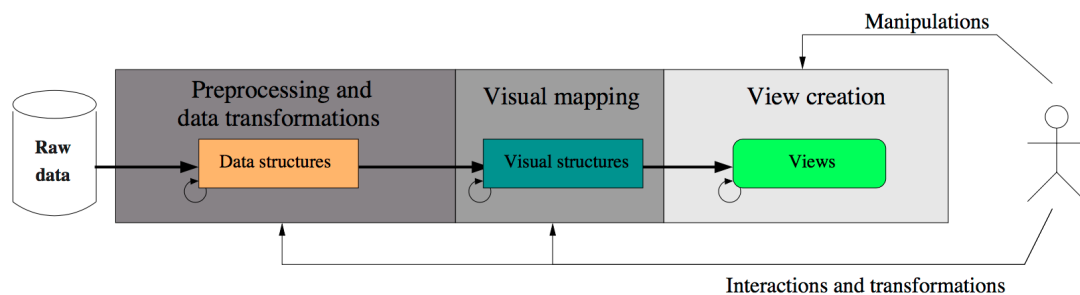 Manipulations
Preprocessing and
data transformations
Visual mapping
View creation
Raw
data
Data structures
Visual structures
Views
Interactions and transformations